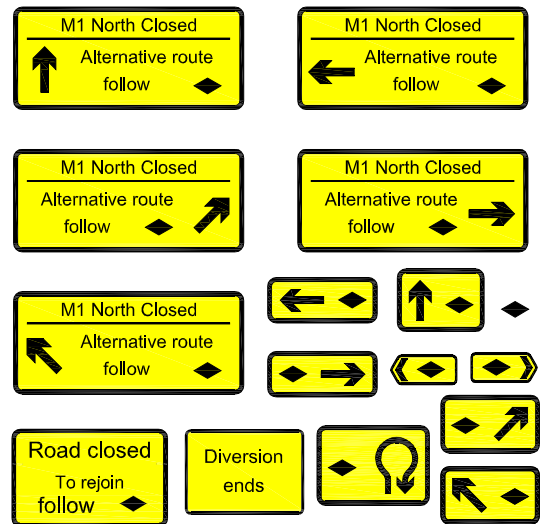 M1 North Closed
Alternative route
follow
M1 North Closed
Alternative route
follow
M1 North Closed
Alternative route
follow
M1 North Closed
Alternative route
follow
M1 North Closed
Alternative route
follow
Road closed
To rejoin
follow
Diversion
ends